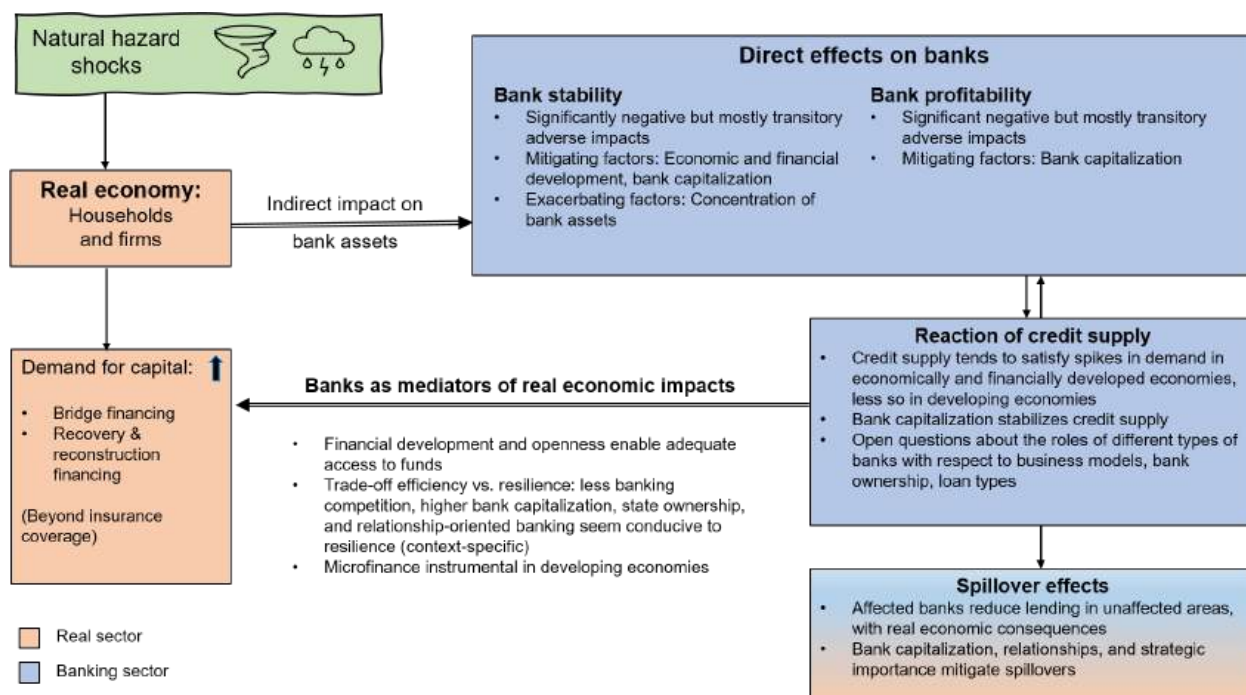 Natural hazard
shocks
Direct effects on banks
Bank stability
• Significantly negative but mostly transitory
adverse impacts
• Mitigating factors: Economic and financial
development, bank capitalization
• Exacerbating factors: Concentration of
bank assets
Bank profitability
• Significant negative but mostly transitory
adverse impacts
• Mitigating factors: Bank capitalization
Real economy:
Households
and firms
Indirect impact on
bank assets
Reaction of credit supply
• Credit supply tends to satisfy spikes in demand in
economically and financially developed economies,
less so in developing economies
• Bank capitalization stabilizes credit supply
• Open questions about the roles of different types of
banks with respect to business models, bank
ownership, loan types
Demand for capital:
• Bridge financing
• Recovery &
reconstruction
financing
(Beyond insurance
coverage)
Banks as mediators of real economic impacts
• Financial development and openness enable adequate
access to funds
• Trade-off efficiency vs. resilience: less banking
competition, higher bank capitalization, state ownership,
and relationship-oriented banking seem conducive to
resilience (context-specific)
• Microfinance instrumental in developing economies
Spillover effects
• Affected banks reduce lending in unaffected areas,
with real economic consequences
• Bank capitalization, relationships, and strategic
importance mitigate spillovers
Real sector
Banking sector